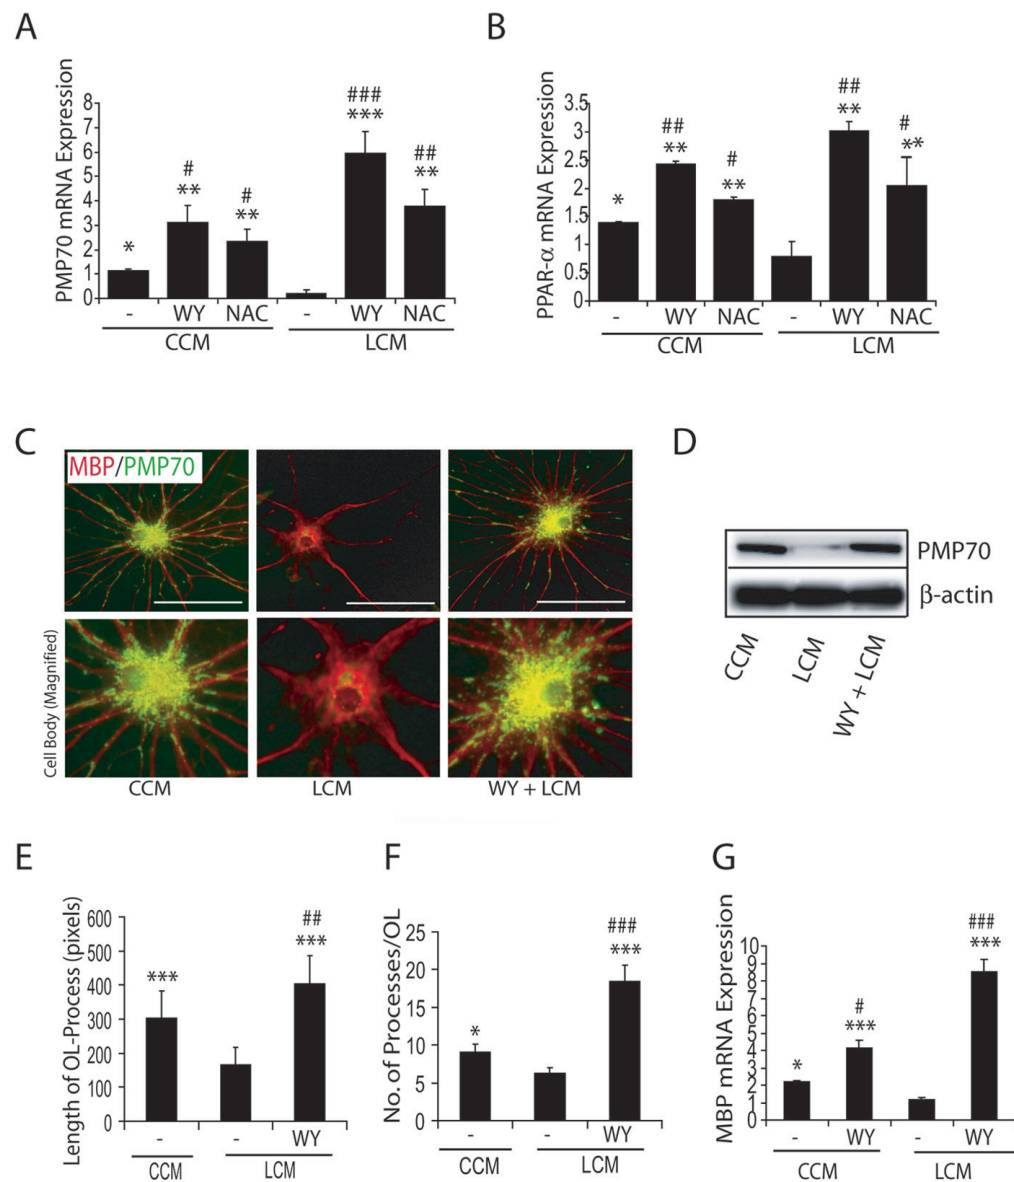 A
PMP70 mRNA Expression
8
7
6
5
4
3
2
1
0
*
#
**
#
**
###
***
##
**
- WY NAC - WY NAC
CCM LCM
B
PPAR-α mRNA Expression
3.5
3
2.5
2
1.5
1
0.5
0
*
##
**
#
**
##
**
#
**
- WY NAC - WY NAC
CCM LCM
C
MBP/PMP70
Cell Body (Magnified)
CCM LCM WY + LCM
D
PMP70
β-actin
CCM
LCM
WY + LCM
E
Length of OL-Process (pixels)
600
500
400
300
200
100
0
***
##
***
- - WY
CCM LCM
F
No. of Processes/OL
25
20
15
10
5
0
*
###
***
- - WY
CCM LCM
G
MBP mRNA Expression
10
9
8
7
6
5
4
3
2
1
0
*
#
***
###
***
- WY - WY
CCM LCM